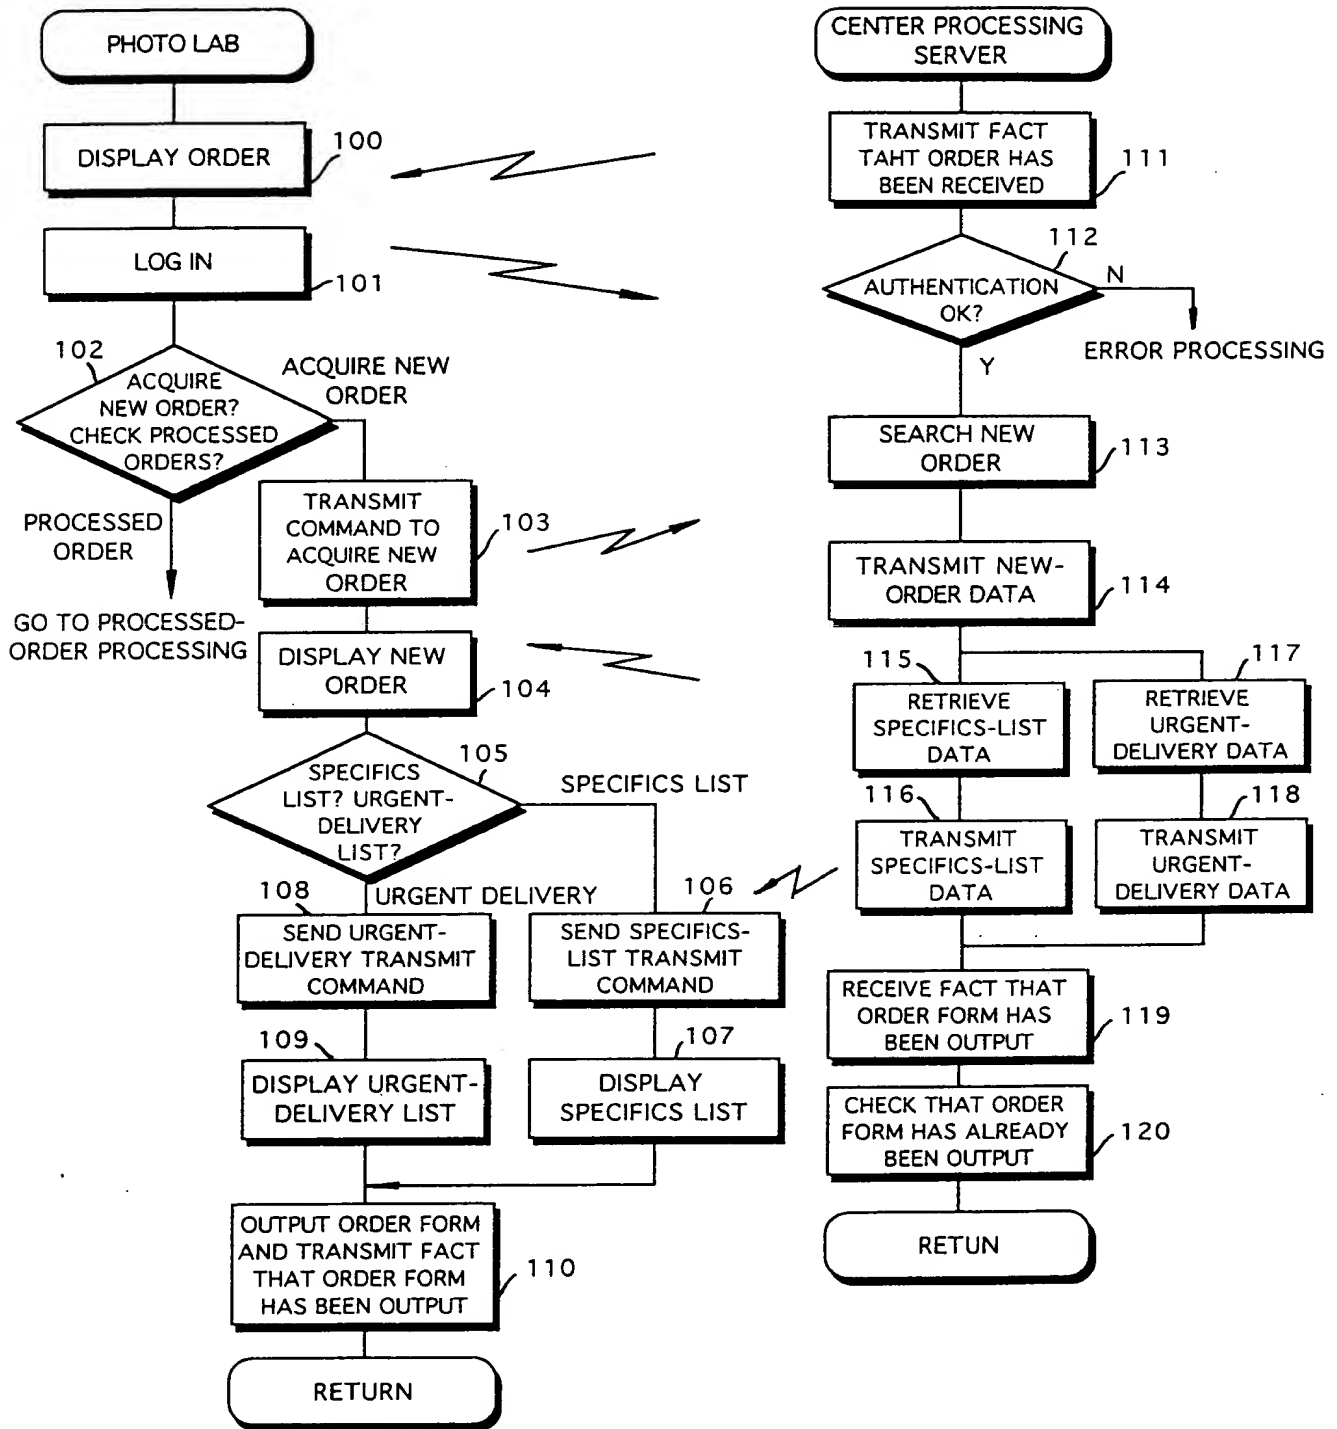 PHOTO LAB
DISPLAY ORDER
100
LOG IN
101
102
ACQUIRE
NEW ORDER?
CHECK PROCESSED
ORDERS?
ACQUIRE NEW
ORDER
PROCESSED
ORDER
GO TO PROCESSED-
ORDER PROCESSING
TRANSMIT
COMMAND TO
ACQUIRE NEW
ORDER
103
DISPLAY NEW
ORDER
104
SPECIFICS
LIST? URGENT-
DELIVERY
LIST?
105
SPECIFICS LIST
URGENT DELIVERY
108
SEND URGENT-
DELIVERY TRANSMIT
COMMAND
106
SEND SPECIFICS-
LIST TRANSMIT
COMMAND
109
DISPLAY URGENT-
DELIVERY LIST
107
DISPLAY
SPECIFICS LIST
OUTPUT ORDER FORM
AND TRANSMIT FACT
THAT ORDER FORM
HAS BEEN OUTPUT
110
RETURN
CENTER PROCESSING
SERVER
TRANSMIT FACT
TAHT ORDER HAS
BEEN RECEIVED
111
112
AUTHENTICATION
OK?
N
ERROR PROCESSING
Y
SEARCH NEW
ORDER
113
TRANSMIT NEW-
ORDER DATA
114
115
RETRIEVE
SPECIFICS-LIST
DATA
117
RETRIEVE
URGENT-
DELIVERY DATA
116
TRANSMIT
SPECIFICS-LIST
DATA
118
TRANSMIT
URGENT-
DELIVERY DATA
RECEIVE FACT THAT
ORDER FORM HAS
BEEN OUTPUT
119
CHECK THAT ORDER
FORM HAS ALREADY
BEEN OUTPUT
120
RETUN